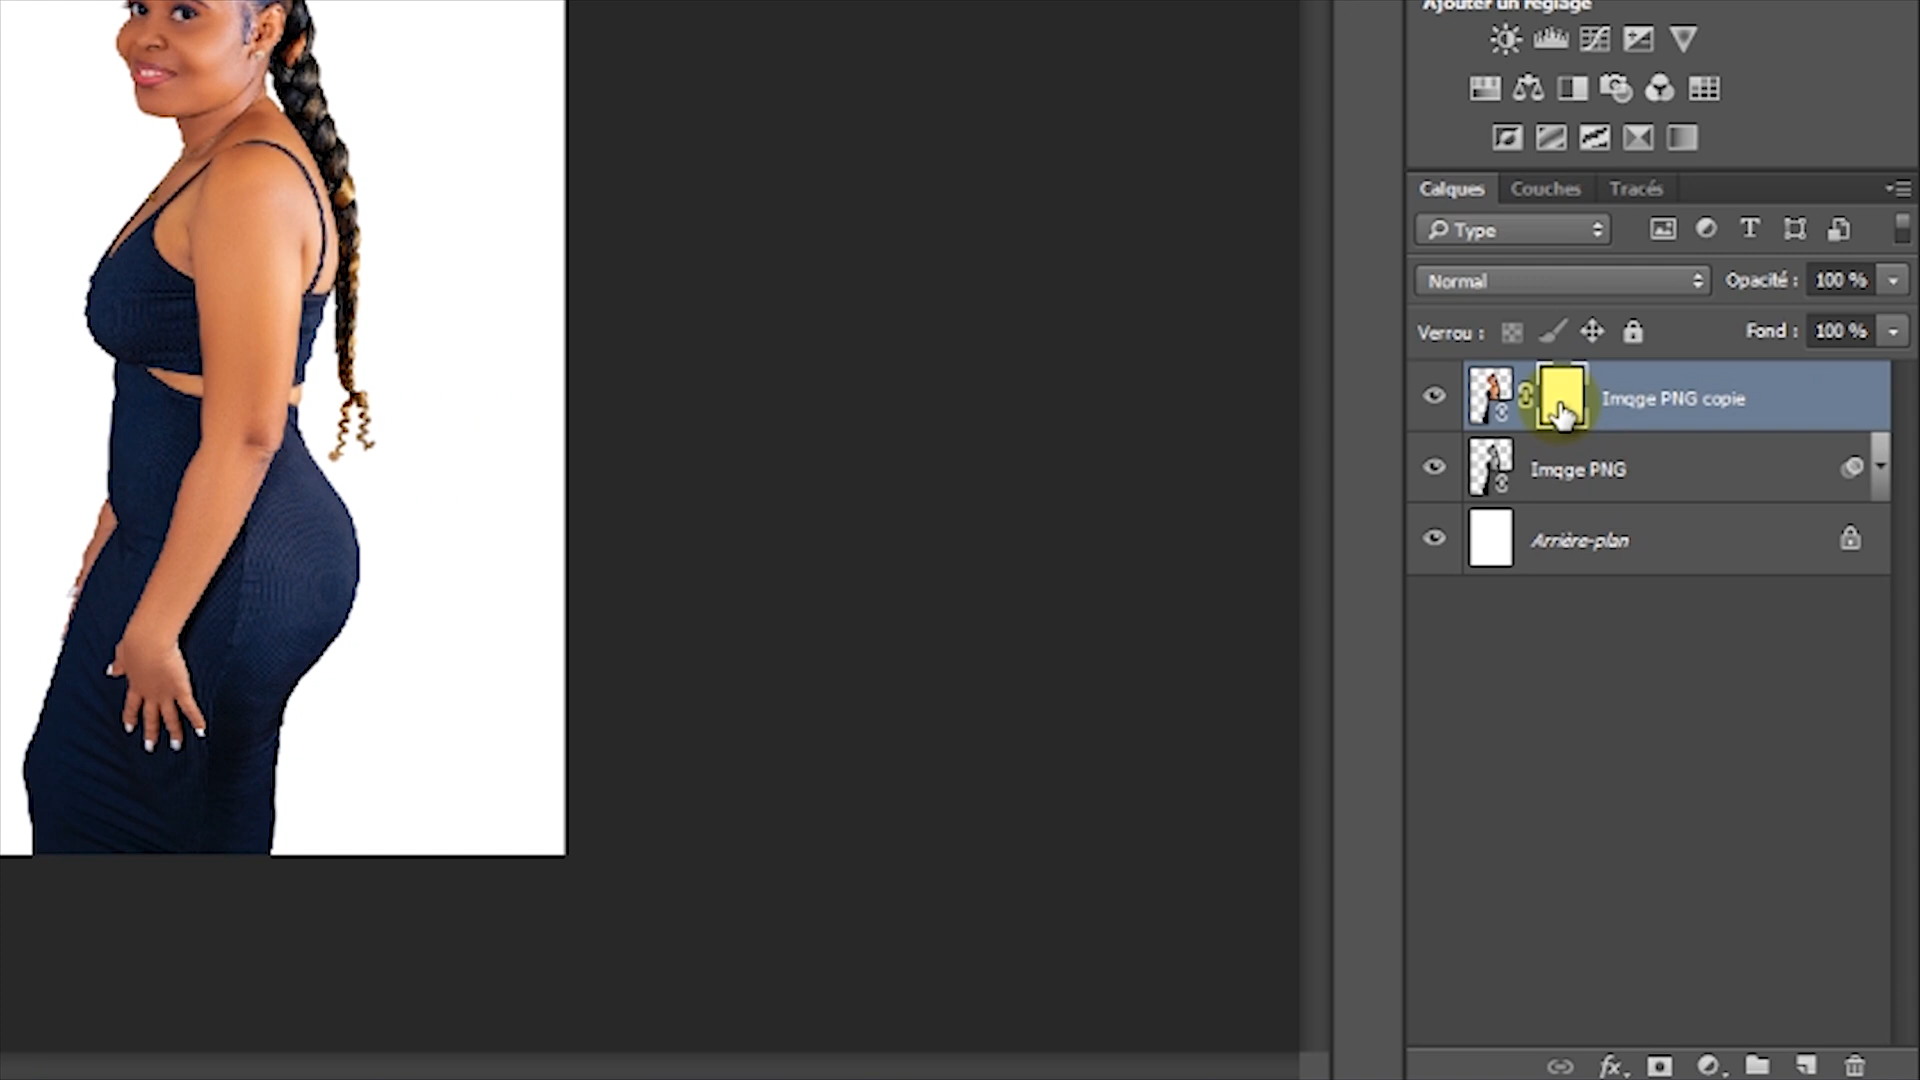 Ajouter un réglage
Calques Couches Tracés
Type
Normal Opacité : 100 %
Verrou : Fond : 100 %
Imqge PNG copie
Imqge PNG
Arrière-plan
fx